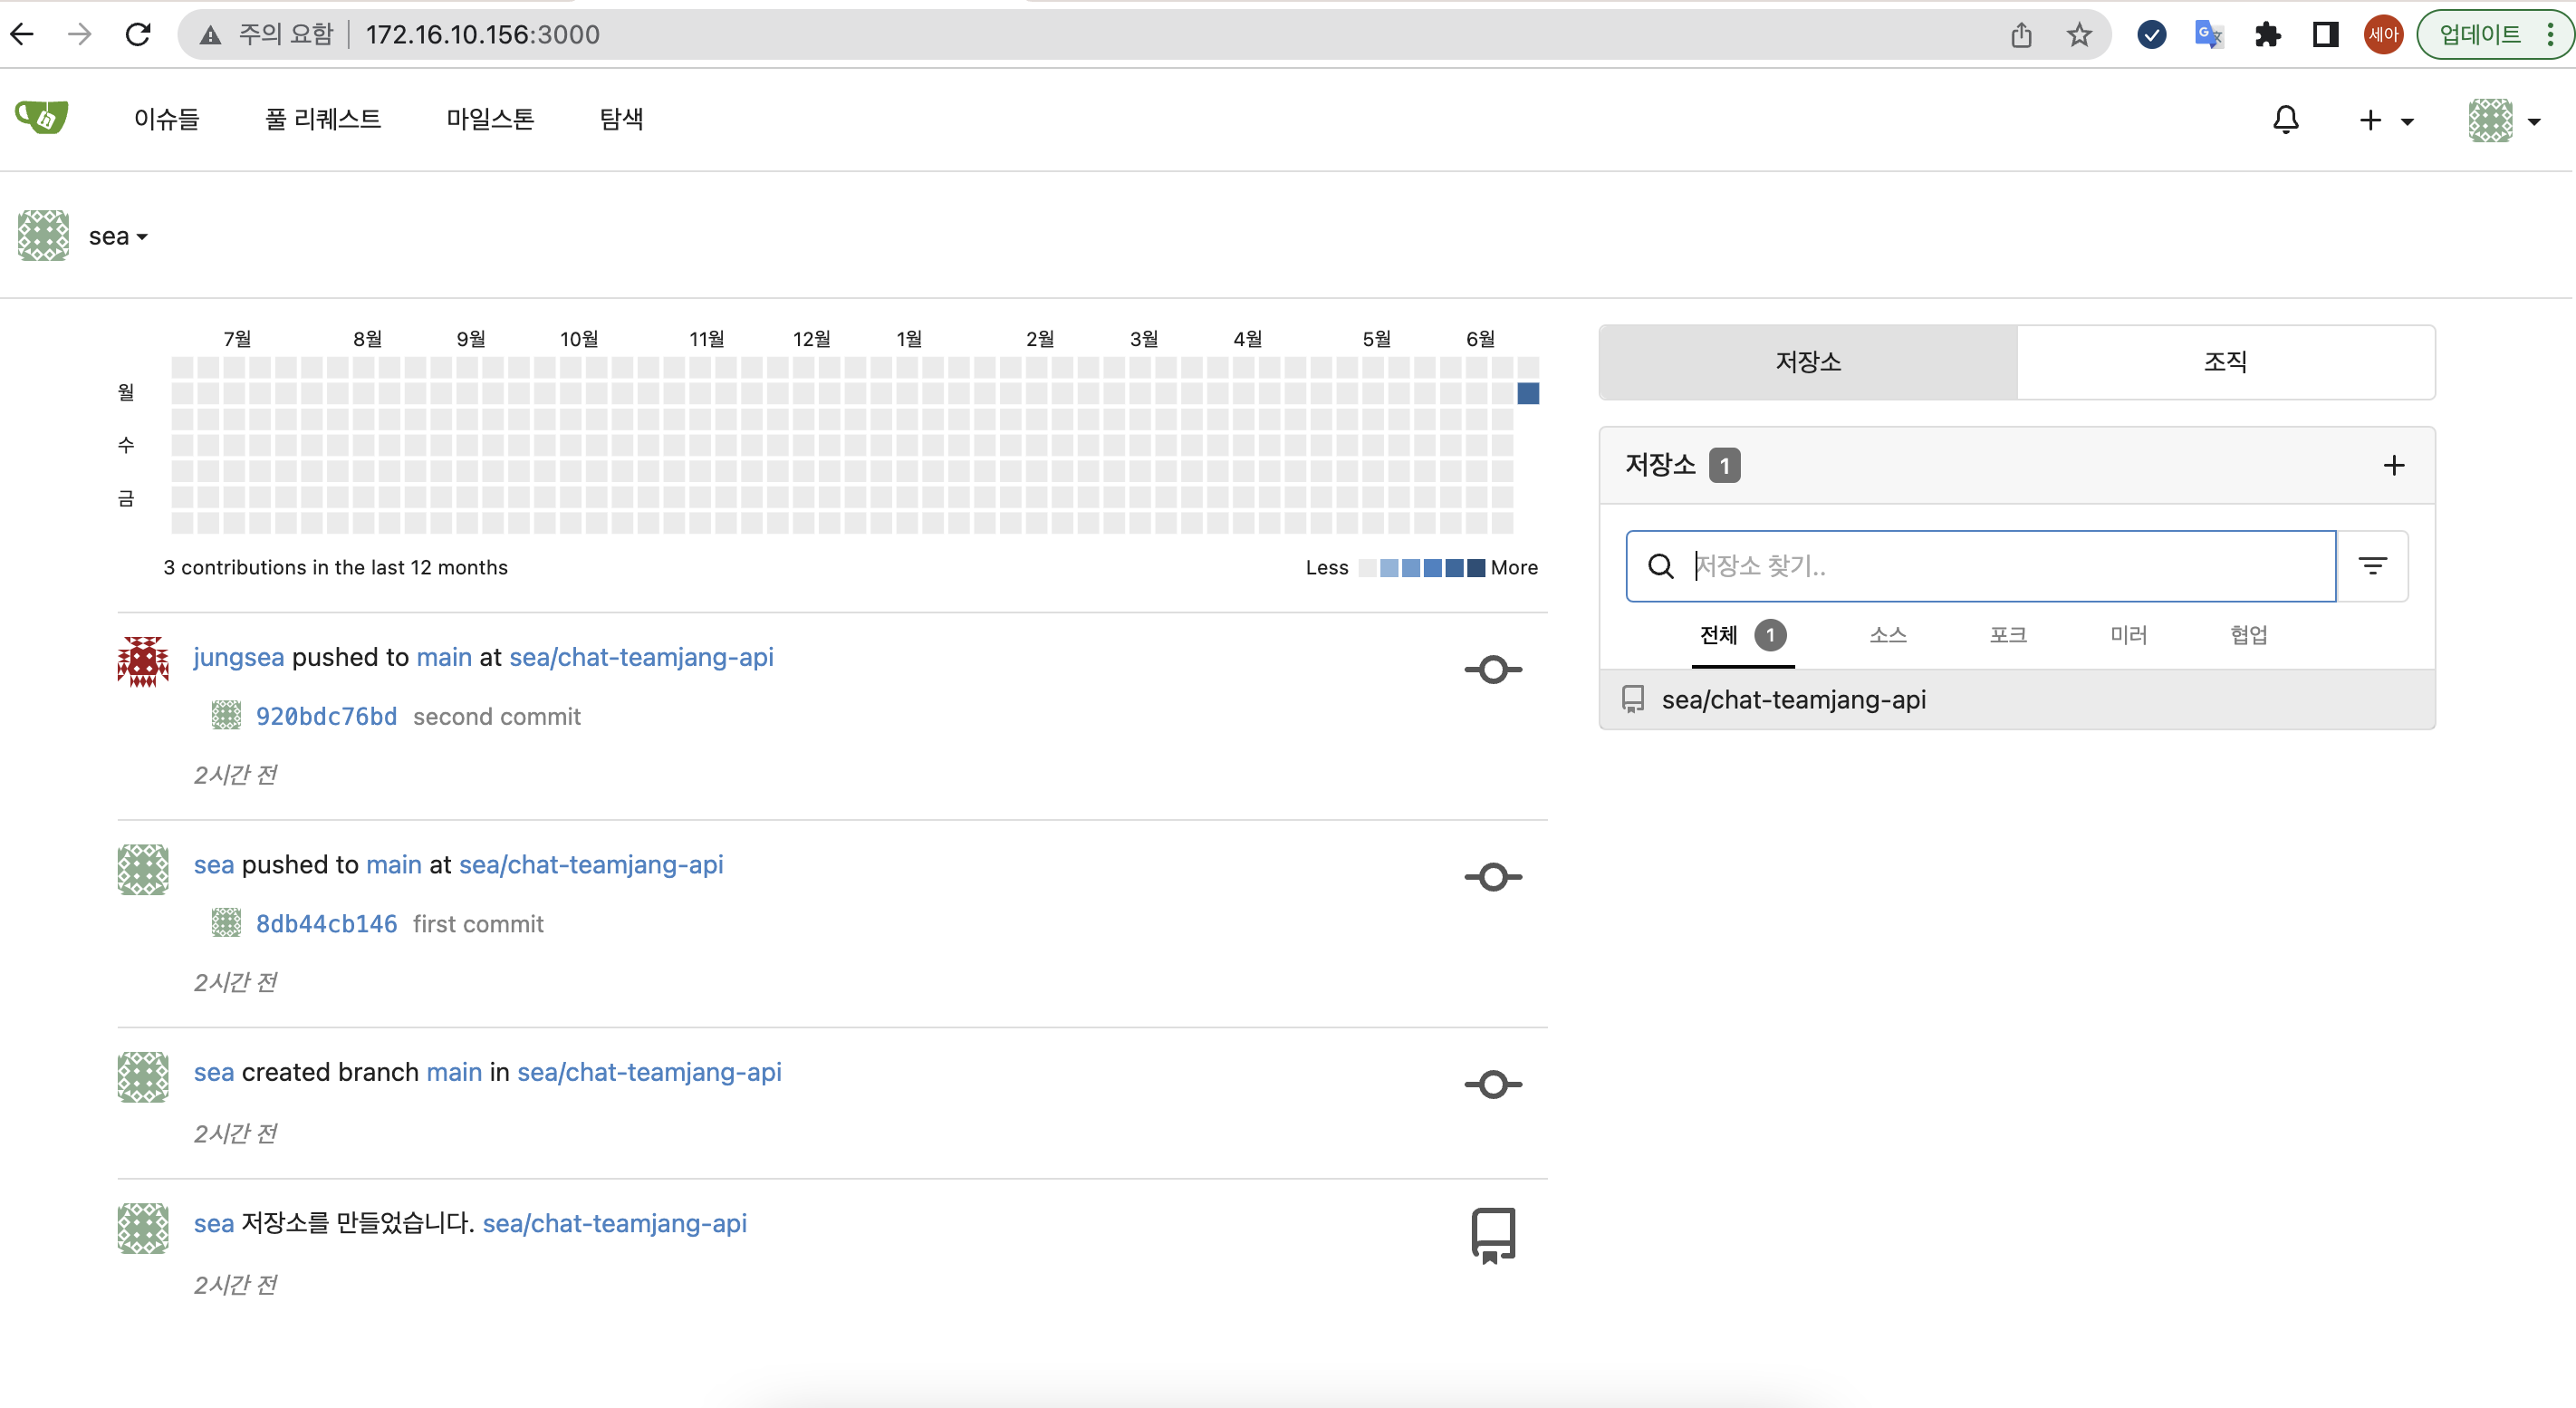 주의 요함 172.16.10.156:3000 세아 업데이트
이슈들 풀 리퀘스트 마일스톤 탐색
sea
7월 8월 9월 10월 11월 12월 1월 2월 3월 4월 5월 6월
월
수
금
3 contributions in the last 12 months Less More
jungsea pushed to main at sea/chat-teamjang-api
920bdc76bd second commit
2시간 전
sea pushed to main at sea/chat-teamjang-api
8db44cb146 first commit
2시간 전
sea created branch main in sea/chat-teamjang-api
2시간 전
sea 저장소를 만들었습니다. sea/chat-teamjang-api
2시간 전
저장소 조직
저장소 1
저장소 찾기..
전체 1 소스 포크 미러 협업
sea/chat-teamjang-api